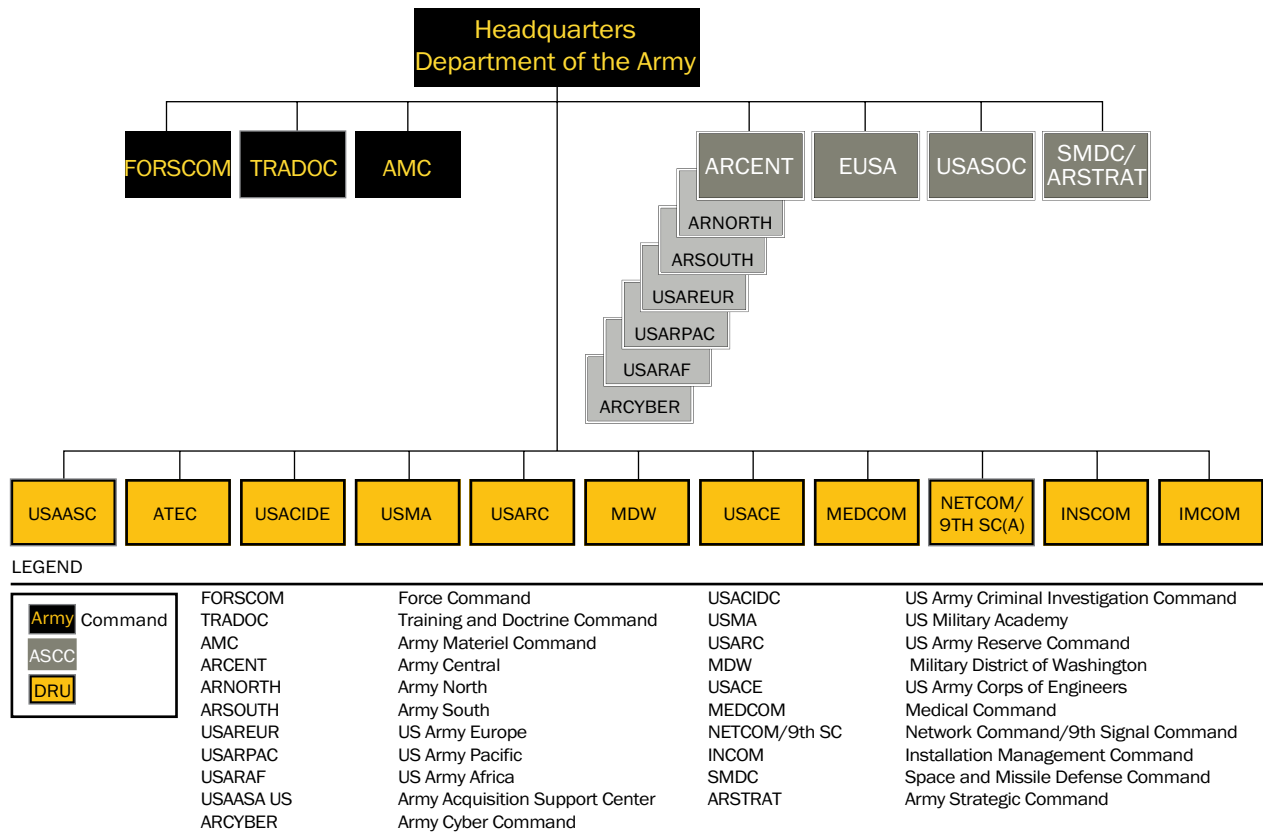 Headquarters
Department of the Army
FORSCOM
TRADOC
AMC
ARCENT
EUSA
USASOC
SMDC/
ARSTRAT
ARNORTH
ARSOUTH
USAREUR
USARPAC
USARAF
ARCYBER
USAASC
ATEC
USACIDE
USMA
USARC
MDW
USACE
MEDCOM
NETCOM/
9TH SC(A)
INSCOM
IMCOM
LEGEND
Army Command
ASCC
DRU
FORSCOM Force Command
TRADOC Training and Doctrine Command
AMC Army Materiel Command
ARCENT Army Central
ARNORTH Army North
ARSOUTH Army South
USAREUR US Army Europe
USARPAC US Army Pacific
USARAF US Army Africa
USAASA US Army Acquisition Support Center
ARCYBER Army Cyber Command
USACIDC US Army Criminal Investigation Command
USMA US Military Academy
USARC US Army Reserve Command
MDW Military District of Washington
USACE US Army Corps of Engineers
MEDCOM Medical Command
NETCOM/9th SC Network Command/9th Signal Command
INCOM Installation Management Command
SMDC Space and Missile Defense Command
ARSTRAT Army Strategic Command